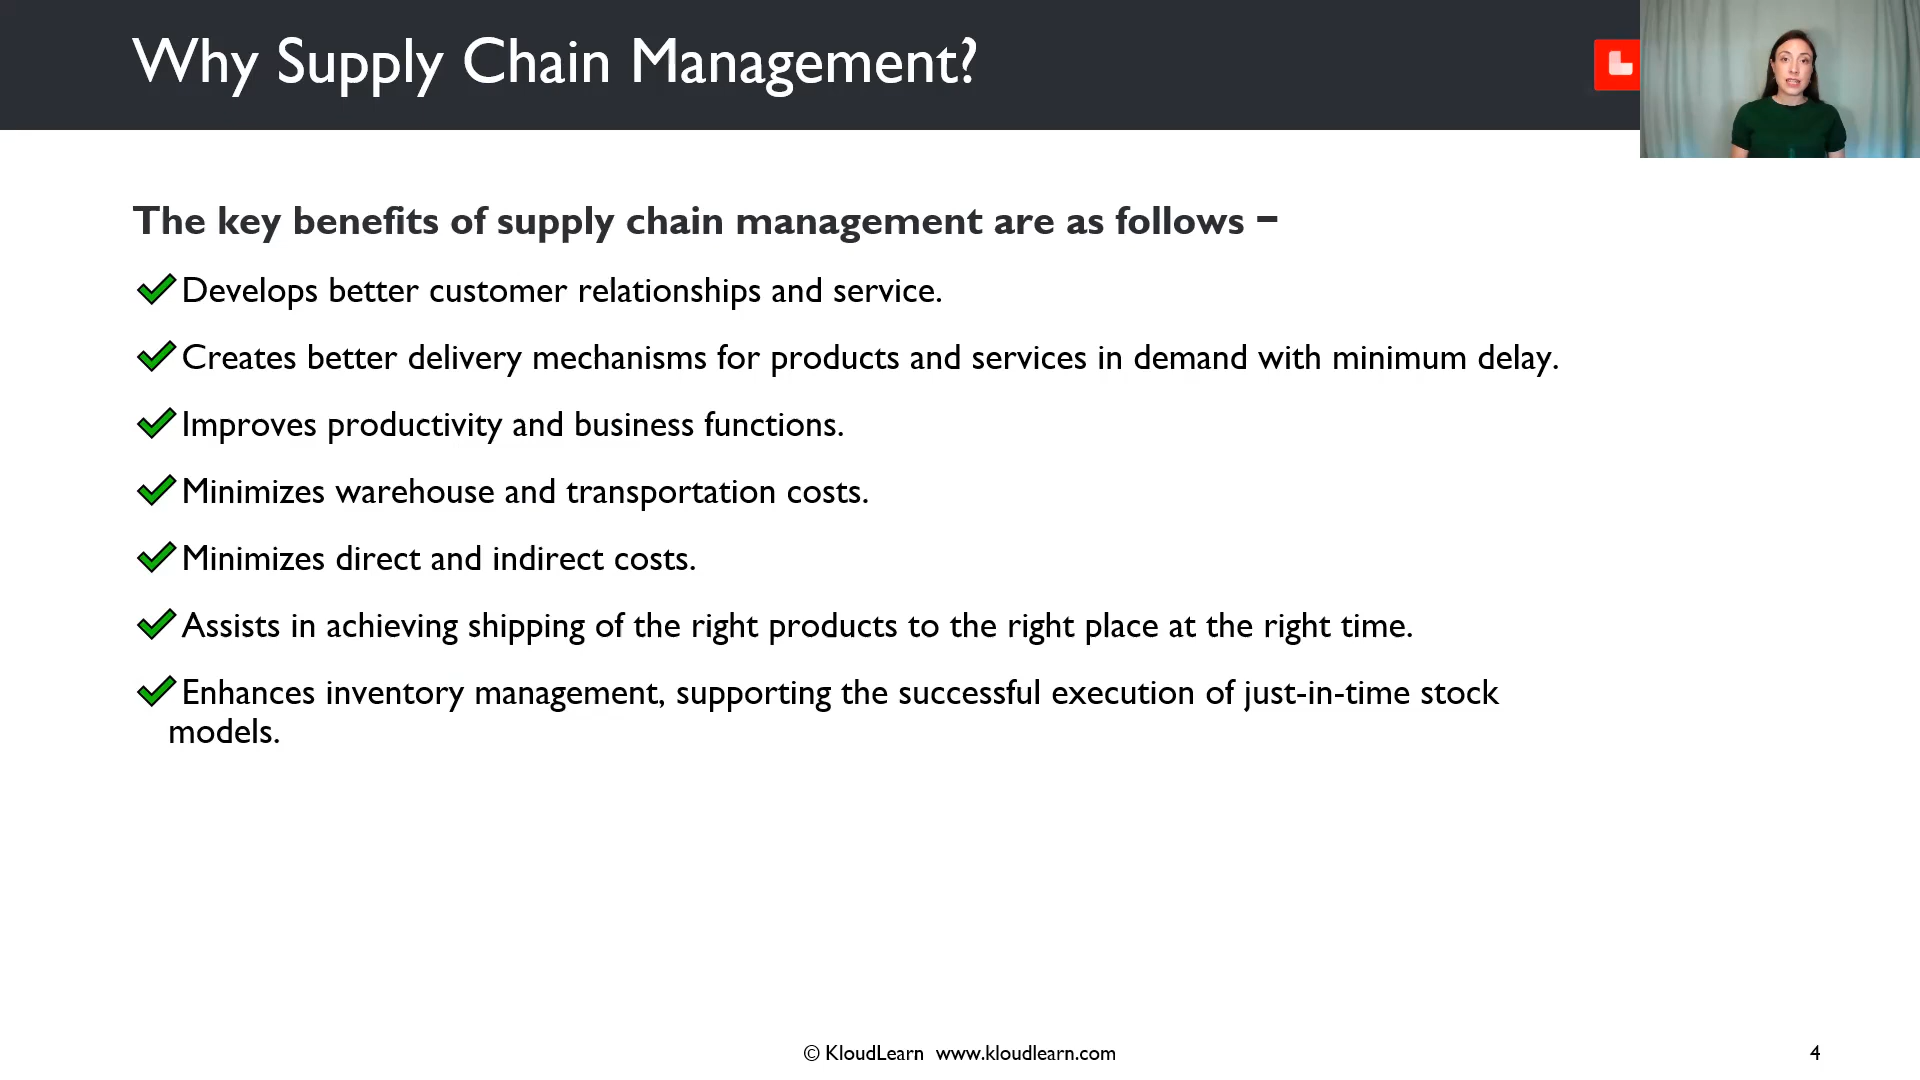 Why Supply Chain Management?
The key benefits of supply chain management are as follows –
Develops better customer relationships and service.
Creates better delivery mechanisms for products and services in demand with minimum delay.
Improves productivity and business functions.
Minimizes warehouse and transportation costs.
Minimizes direct and indirect costs.
Assists in achieving shipping of the right products to the right place at the right time.
Enhances inventory management, supporting the successful execution of just-in-time stock
models.
© KloudLearn www.kloudlearn.com
4